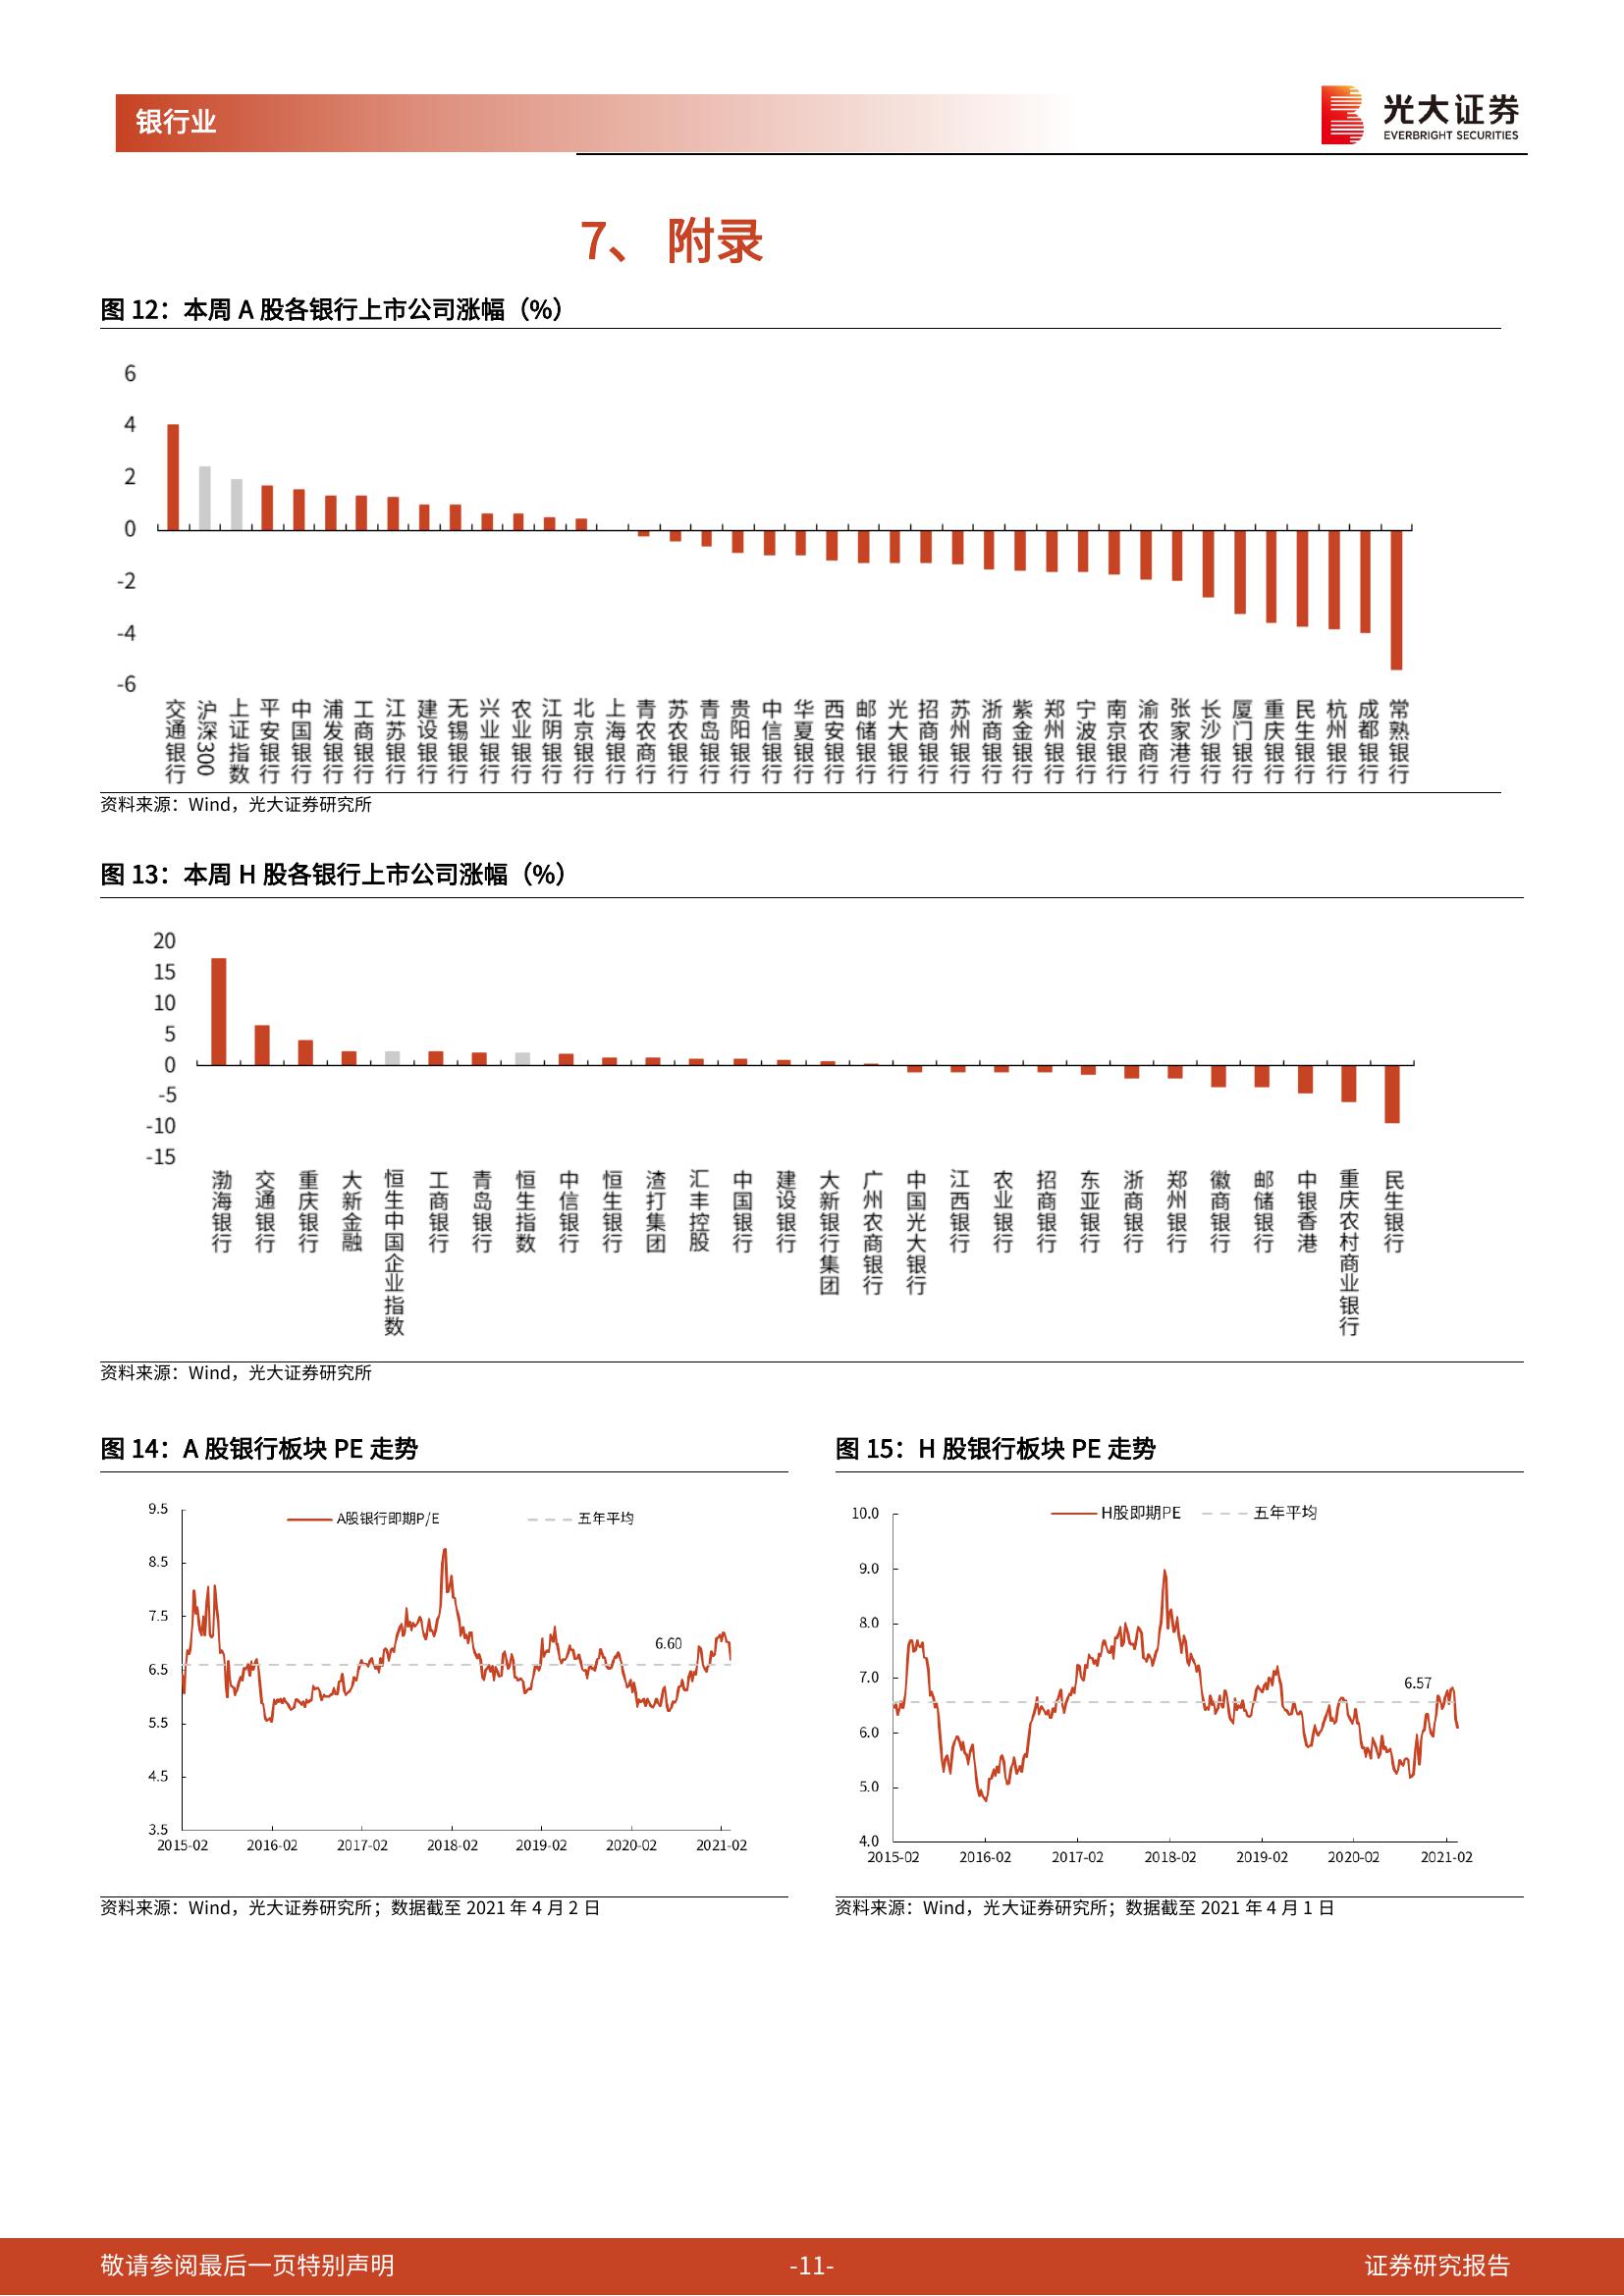 银行业
光大证券
EVERBRIGHT SECURITIES
7、 附录
图 12：本周 A 股各银行上市公司涨幅（%）
6
4
2
0
-2
-4
-6
交通银行
沪深300
上证指数
平安银行
中国银行
浦发银行
工商银行
江苏银行
建设银行
无锡银行
兴业银行
农业银行
江阴银行
北京银行
上海银行
青农商行
苏农银行
青岛银行
贵阳银行
中信银行
华夏银行
西安银行
邮储银行
光大银行
招商银行
苏州银行
浙商银行
紫金银行
郑州银行
宁波银行
南京银行
渝农商行
张家港行
长沙银行
厦门银行
重庆银行
民生银行
杭州银行
成都银行
常熟银行
资料来源：Wind，光大证券研究所
图 13：本周 H 股各银行上市公司涨幅（%）
20
15
10
5
0
-5
-10
-15
渤海银行
交通银行
重庆银行
大新金融
恒生中国企业指数
工商银行
青岛银行
恒生指数
中信银行
恒生银行
渣打集团
汇丰控股
中国银行
建设银行
大新银行集团
广州农商银行
中国光大银行
江西银行
农业银行
招商银行
东亚银行
浙商银行
郑州银行
徽商银行
邮储银行
中银香港
重庆农村商业银行
民生银行
资料来源：Wind，光大证券研究所
图 14：A 股银行板块 PE 走势
9.5
8.5
7.5
6.5
5.5
4.5
3.5
A股银行即期P/E
五年平均
6.60
2015-02 2016-02 2017-02 2018-02 2019-02 2020-02 2021-02
资料来源：Wind，光大证券研究所；数据截至 2021 年 4 月 2 日
图 15：H 股银行板块 PE 走势
10.0
9.0
8.0
7.0
6.0
5.0
4.0
H股即期PE
五年平均
6.57
2015-02 2016-02 2017-02 2018-02 2019-02 2020-02 2021-02
资料来源：Wind，光大证券研究所；数据截至 2021 年 4 月 1 日
敬请参阅最后一页特别声明
-11-
证券研究报告